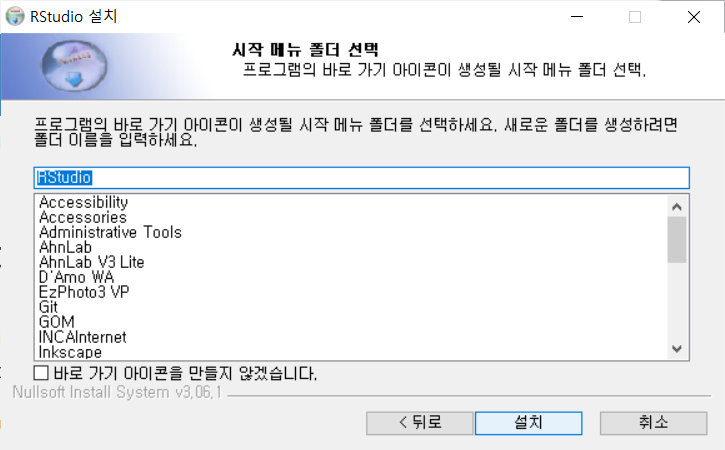 RStudio 설치
시작 메뉴 폴더 선택
프로그램의 바로 가기 아이콘이 생성될 시작 메뉴 폴더 선택.
프로그램의 바로 가기 아이콘이 생성될 시작 메뉴 폴더를 선택하세요. 새로운 폴더를 생성하려면
폴더 이름을 입력하세요.
RStudio
Accessibility
Accessories
Administrative Tools
AhnLab
AhnLab V3 Lite
D'Amo WA
EzPhoto3 VP
Git
GOM
INCAInternet
Inkscape
바로 가기 아이콘을 만들지 않겠습니다.
Nullsoft Install System v3.06.1
< 뒤로
설치
취소